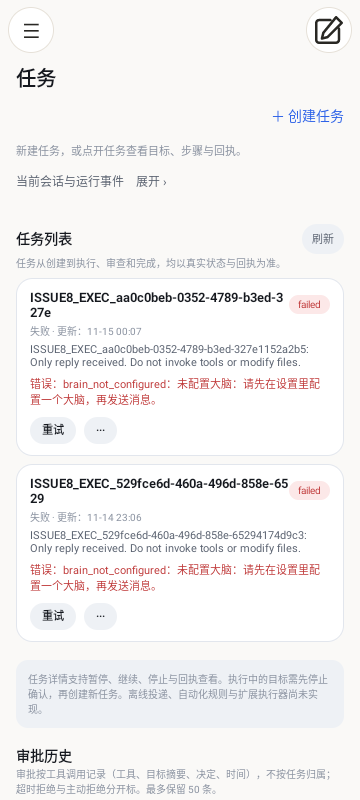 任务
＋ 创建任务
新建任务，或点开任务查看目标、步骤与回执。
当前会话与运行事件 展开 ›
任务列表
刷新
任务从创建到执行、审查和完成，均以真实状态与回执为准。
ISSUE8_EXEC_aa0c0beb-0352-4789-b3ed-3
27e
failed
失败 · 更新：11-15 00:07
ISSUE8_EXEC_aa0c0beb-0352-4789-b3ed-327e1152a2b5:
Only reply received. Do not invoke tools or modify files.
错误：brain_not_configured：未配置大脑：请先在设置里配
置一个大脑，再发送消息。
重试
...
ISSUE8_EXEC_529fce6d-460a-496d-858e-65
29
failed
失败 · 更新：11-14 23:06
ISSUE8_EXEC_529fce6d-460a-496d-858e-65294174d9c3:
Only reply received. Do not invoke tools or modify files.
错误：brain_not_configured：未配置大脑：请先在设置里配
置一个大脑，再发送消息。
重试
...
任务详情支持暂停、继续、停止与回执查看。执行中的目标需先停止
确认，再创建新任务。离线投递、自动化规则与扩展执行器尚未实
现。
审批历史
审批按工具调用记录（工具、目标摘要、决定、时间），不按任务归属；
超时拒绝与主动拒绝分开标。最多保留 50 条。